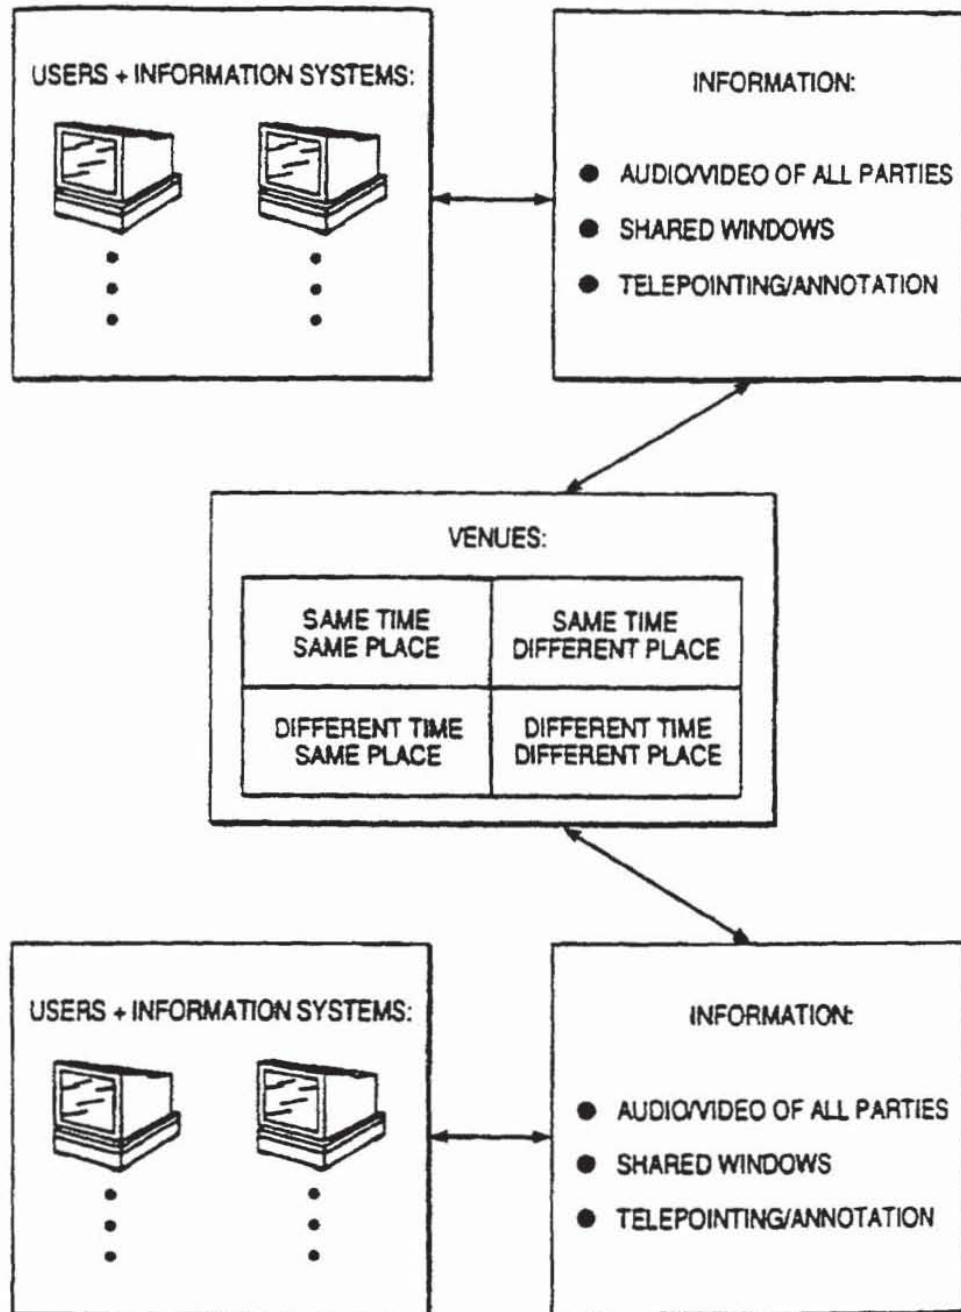 USERS + INFORMATION SYSTEMS:
INFORMATION:
● AUDIO/VIDEO OF ALL PARTIES
● SHARED WINDOWS
● TELEPOINTING/ANNOTATION
VENUES:
SAME TIME
SAME PLACE
SAME TIME
DIFFERENT PLACE
DIFFERENT TIME
SAME PLACE
DIFFERENT TIME
DIFFERENT PLACE
USERS + INFORMATION SYSTEMS:
INFORMATION:
● AUDIO/VIDEO OF ALL PARTIES
● SHARED WINDOWS
● TELEPOINTING/ANNOTATION